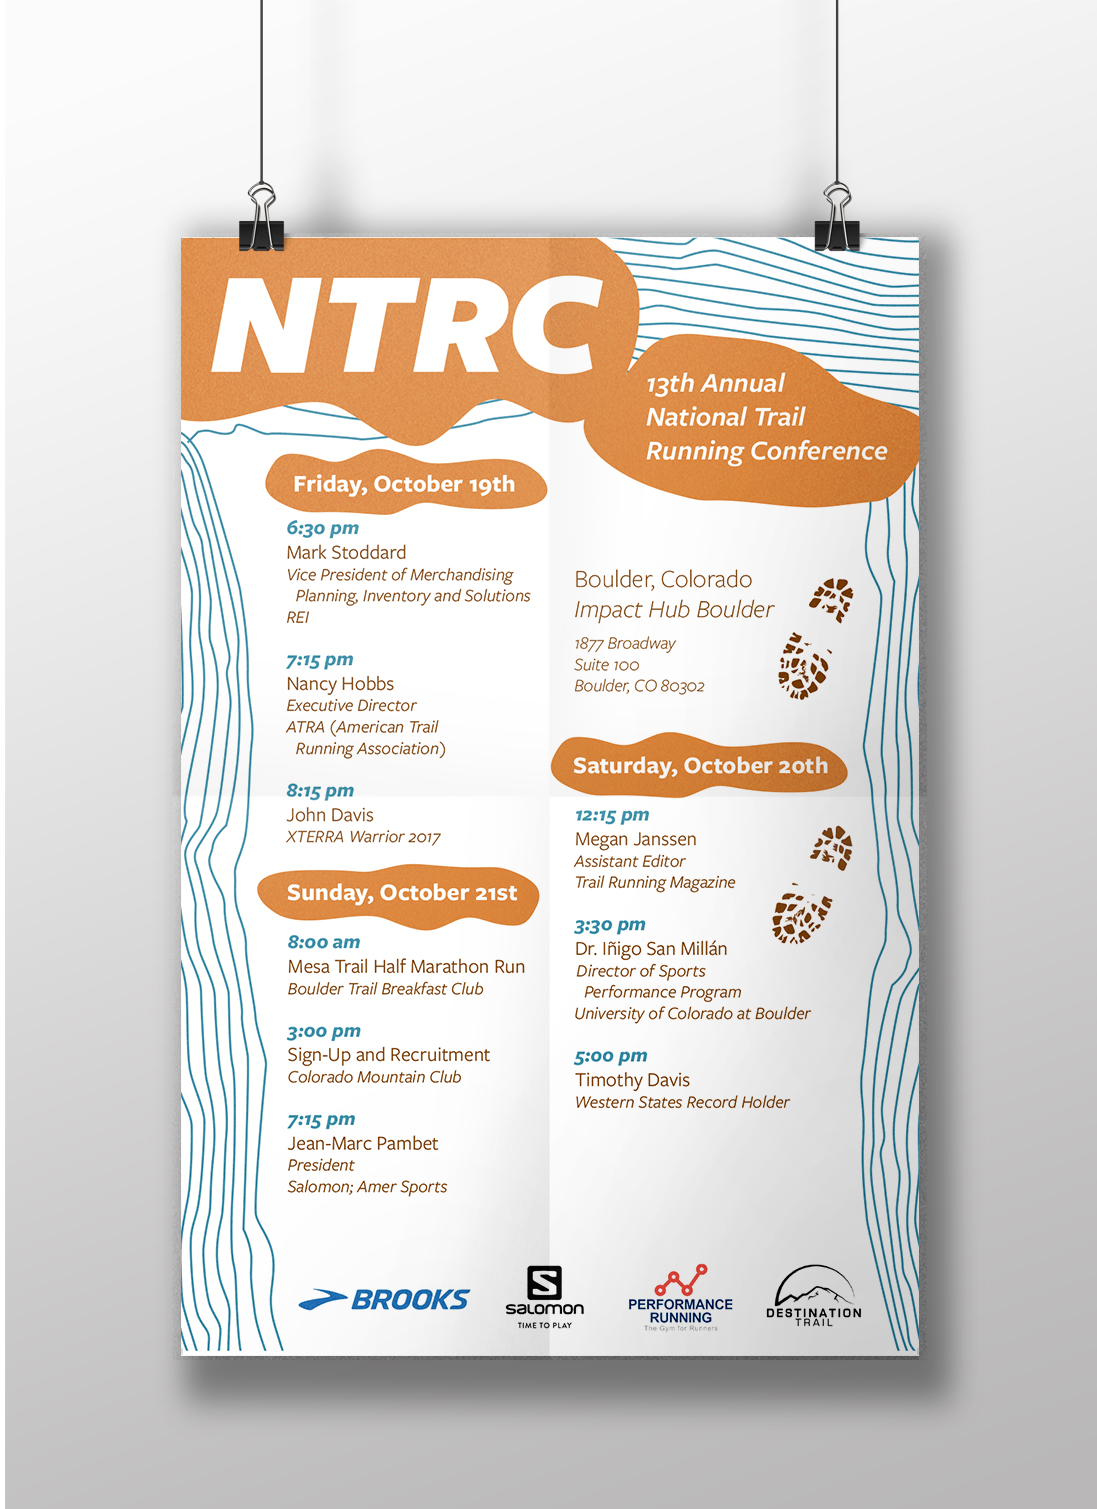 NTRC
13th Annual
National Trail
Running Conference
Friday, October 19th
6:30 pm
Mark Stoddard
Vice President of Merchandising
Planning, Inventory and Solutions
REI
7:15 pm
Nancy Hobbs
Executive Director
ATRA (American Trail
Running Association)
8:15 pm
John Davis
XTERRA Warrior 2017
Boulder, Colorado
Impact Hub Boulder
1877 Broadway
Suite 100
Boulder, CO 80302
Saturday, October 20th
12:15 pm
Megan Janssen
Assistant Editor
Trail Running Magazine
3:30 pm
Dr. Iñigo San Millán
Director of Sports
Performance Program
University of Colorado at Boulder
5:00 pm
Timothy Davis
Western States Record Holder
Sunday, October 21st
8:00 am
Mesa Trail Half Marathon Run
Boulder Trail Breakfast Club
3:00 pm
Sign-Up and Recruitment
Colorado Mountain Club
7:15 pm
Jean-Marc Pambet
President
Salomon; Amer Sports
BROOKS
S
SALOMON
TIME TO PLAY
PERFORMANCE
RUNNING
The Gym for Runners
DESTINATION
TRAIL